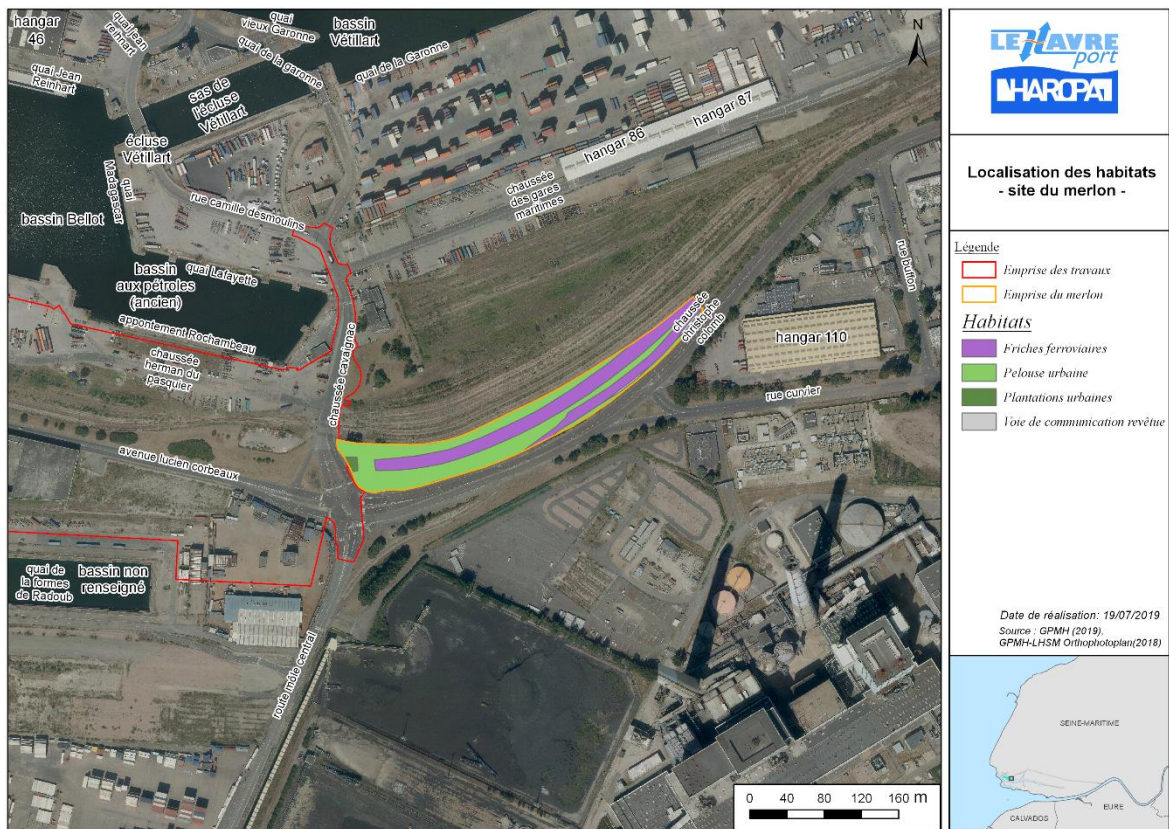 hangar
46
quai Jean
reinhart
quai
vieux Garonne
bassin
Vétillart
quai Jean
Reinhart
quai de la garonne
quai de la Garonne
sas de
l'écluse
Vétillart
écluse
Vétillart
quai
Madagascar
bassin Bellot
rue camille desmoulins
hangar 86
hangar 87
chaussée
des gares
maritimes
quai Lafayette
bassin
aux pétroles
(ancien)
appontement Rochambeau
chaussée
herman du
pasquier
chaussée cavaignac
rue buffon
chaussée
christophe
colomb
hangar 110
rue curvier
avenue lucien corbeaux
quai de
la formes
de Radoub
bassin non
renseigné
route môle central
N
0 40 80 120 160 m
LE HAVRE
port
HAROPA
Localisation des habitats
- site du merlon -
Légende
Emprise des travaux
Emprise du merlon
Habitats
Friches ferroviaires
Pelouse urbaine
Plantations urbaines
Voie de communication revêtue
Date de réalisation: 19/07/2019
Source : GPMH (2019),
GPMH-LHSM Orthophotoplan(2018)
SEINE-MARITIME
EURE
CALVADOS